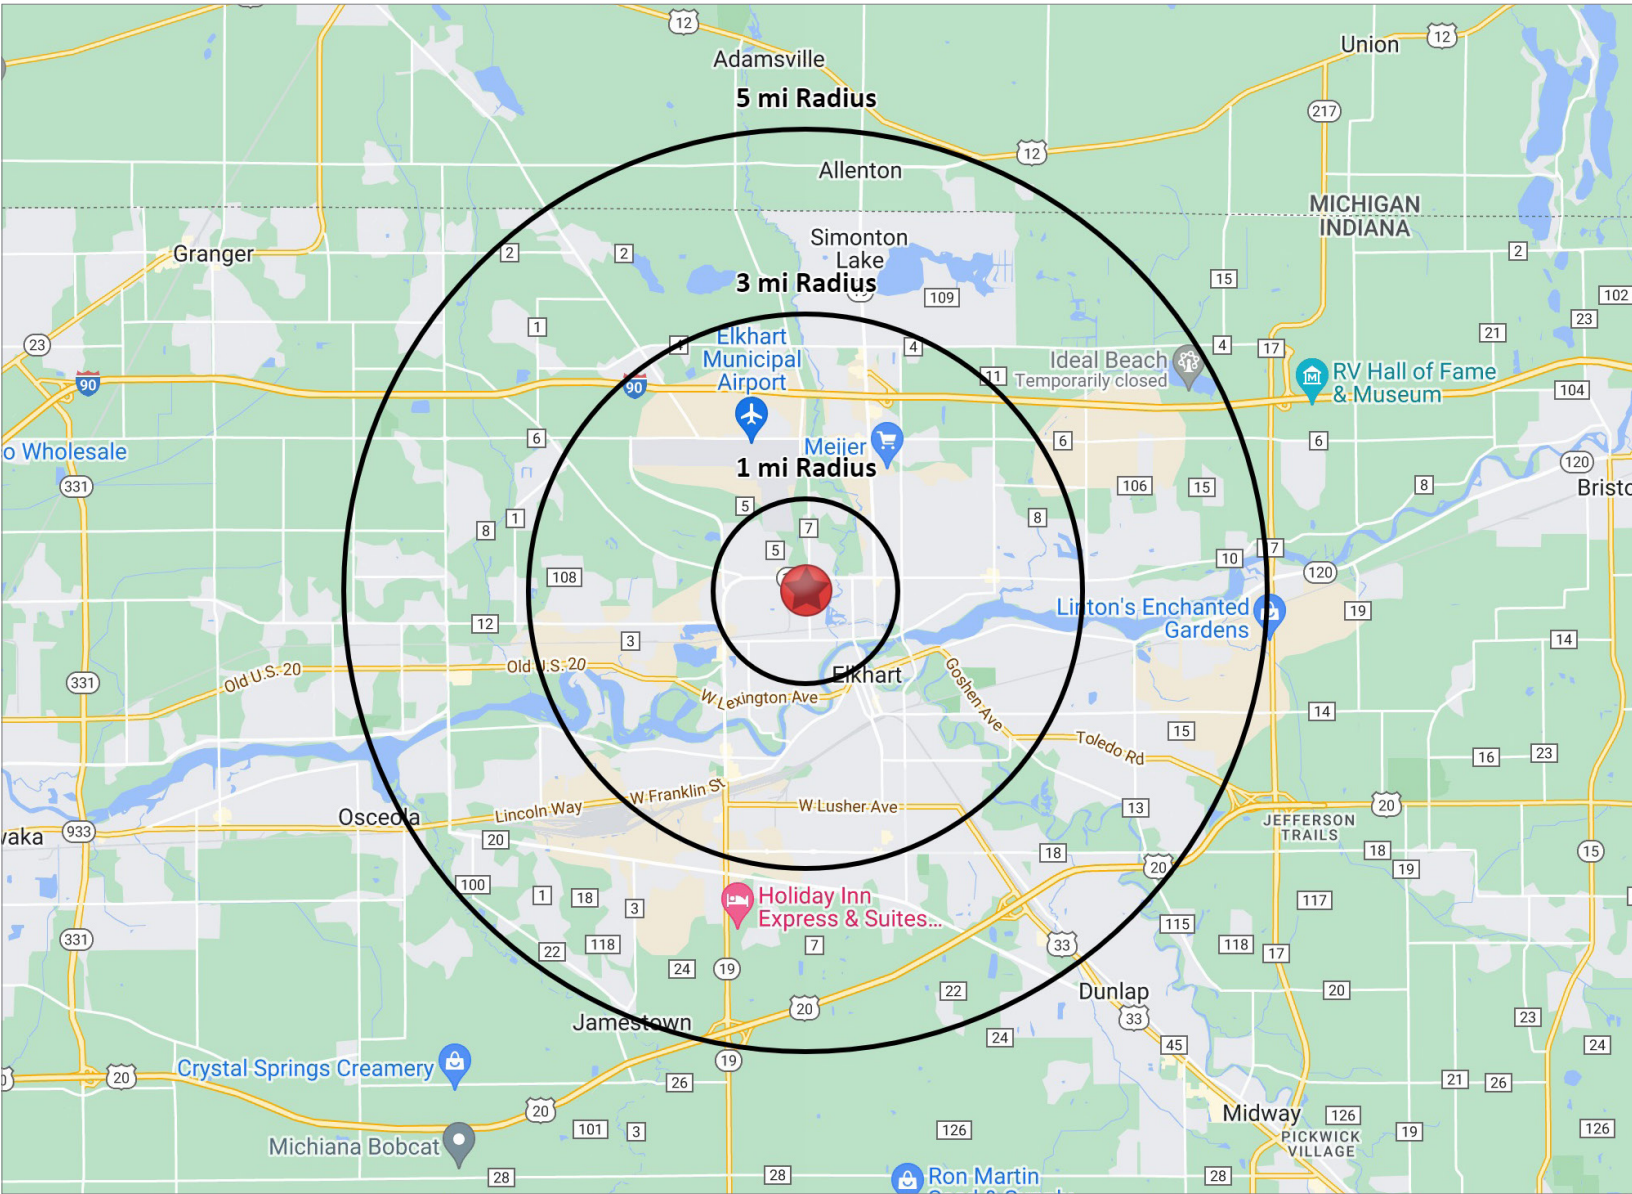 12
Union
12
Adamsville
5 mi Radius
217
12
Allenton
MICHIGAN
INDIANA
Granger
2
2
Simonton
Lake
2
3 mi Radius
15
109
102
1
23
23
21
4
Elkhart
Municipal
Airport
4
4
17
Ideal Beach
Temporarily closed
11
RV Hall of Fame
& Museum
90
90
104
o Wholesale
6
Meijer
6
6
1 mi Radius
120
331
106
15
8
Bristo
5
7
8
1
8
5
17
10
108
120
Linton's Enchanted
Gardens
19
12
3
14
Old U.S. 20
Old U.S. 20
331
Elkhart
W Lexington Ave
Goshen Ave
14
15
Toledo Rd
16
23
W Franklin St
Lincoln Way
W Lusher Ave
13
20
Osceola
JEFFERSON
TRAILS
933
waka
20
18
18
15
20
19
100
1
18
3
Holiday Inn
Express & Suites...
117
115
331
22
118
7
33
118
17
24
19
22
20
Dunlap
20
33
23
Jamestown
24
45
24
19
Crystal Springs Creamery
20
26
21
26
20
Midway
126
101
3
126
19
126
PICKWICK
VILLAGE
Michiana Bobcat
28
28
28
Ron Martin